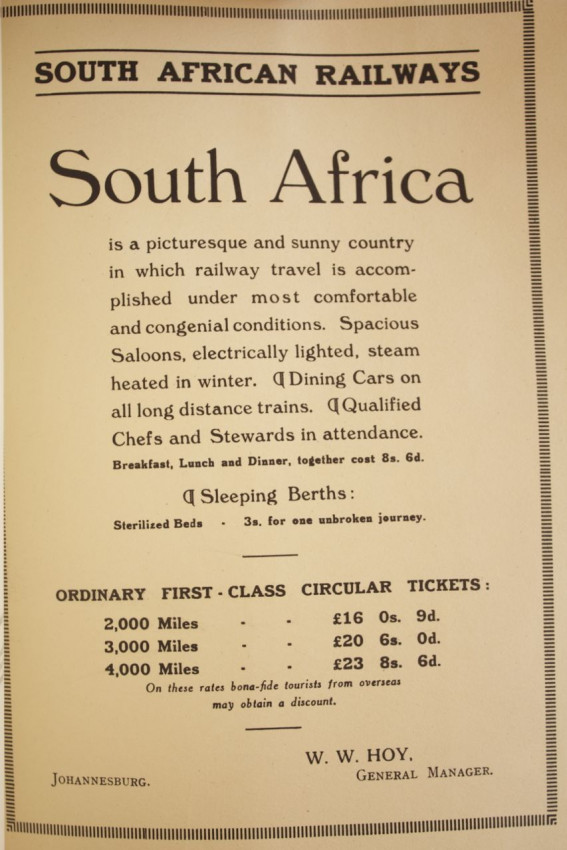 SOUTH AFRICAN RAILWAYS
South Africa
is a picturesque and sunny country
in which railway travel is accom-
plished under most comfortable
and congenial conditions. Spacious
Saloons, electrically lighted, steam
heated in winter. ¶ Dining Cars on
all long distance trains. ¶ Qualified
Chefs and Stewards in attendance.
Breakfast, Lunch and Dinner, together cost 8s. 6d.
¶ Sleeping Berths:
Sterilized Beds - 3s. for one unbroken journey.
ORDINARY FIRST-CLASS CIRCULAR TICKETS:
2,000 Miles - - £16 0s. 9d.
3,000 Miles - - £20 6s. 0d.
4,000 Miles - - £23 8s. 6d.
On these rates bona-fide tourists from overseas
may obtain a discount.
W. W. HOY,
JOHANNESBURG. GENERAL MANAGER.